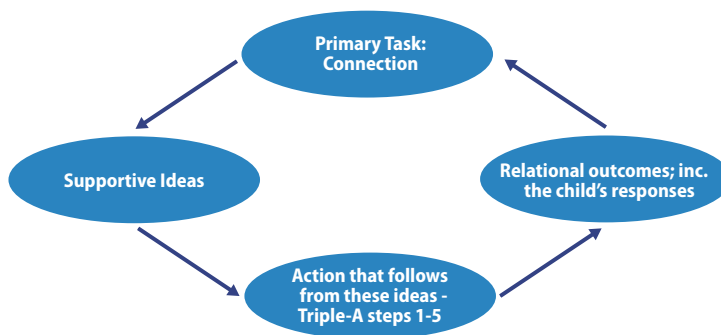 Primary Task:
Connection
Supportive Ideas
Relational outcomes; inc.
the child’s responses
Action that follows
from these ideas -
Triple-A steps 1-5